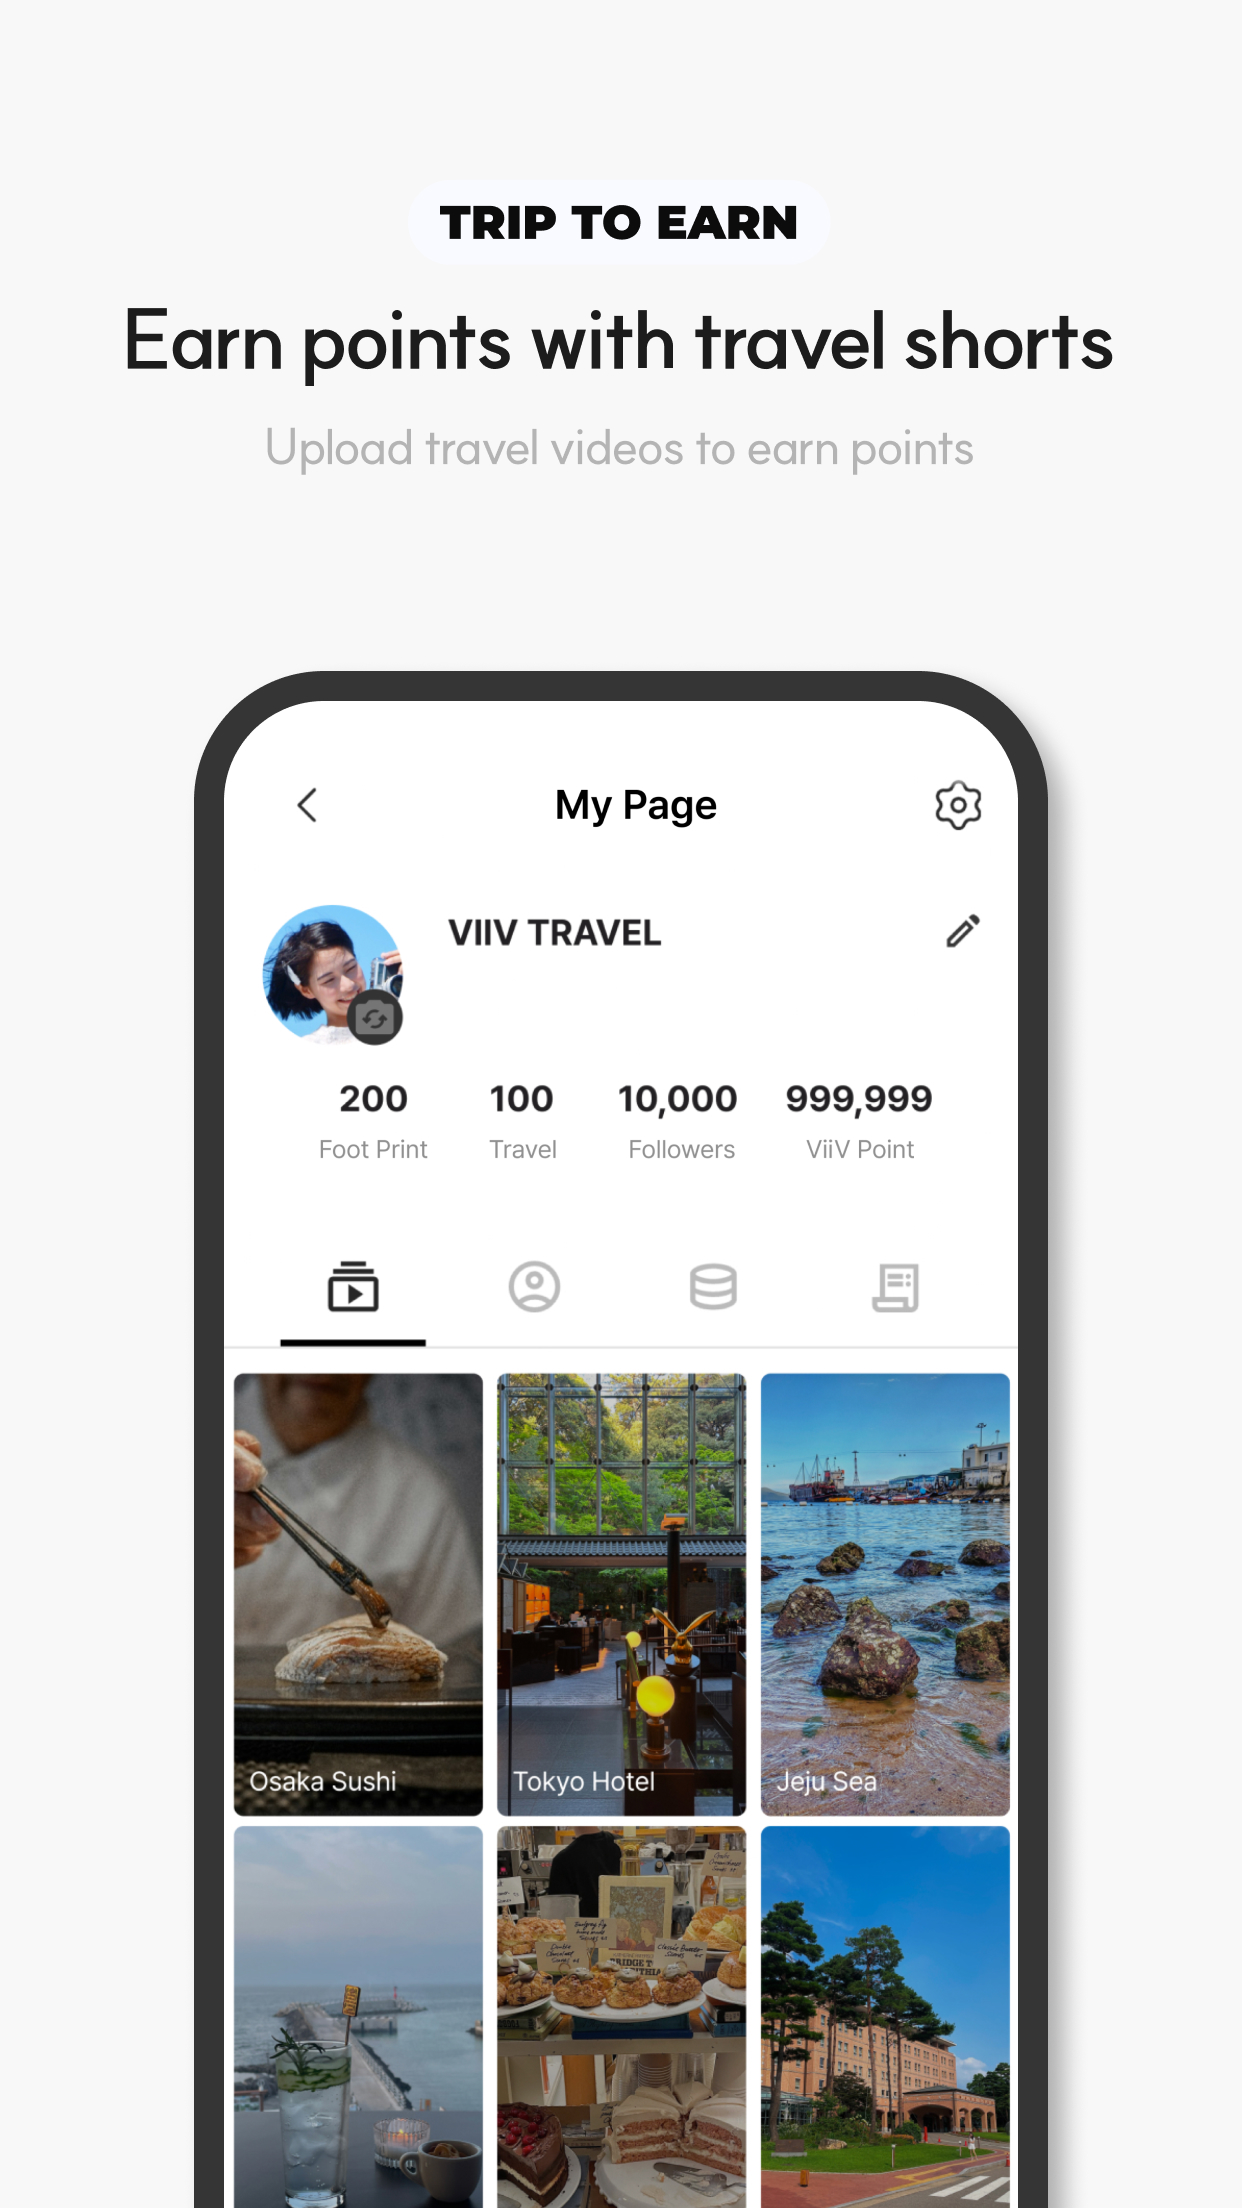 TRIP TO EARN
Earn points with travel shorts
Upload travel videos to earn points
My Page
VIIV TRAVEL
200 100 10,000 999,999
Foot Print Travel Followers ViiV Point
Osaka Sushi Tokyo Hotel Jeju Sea